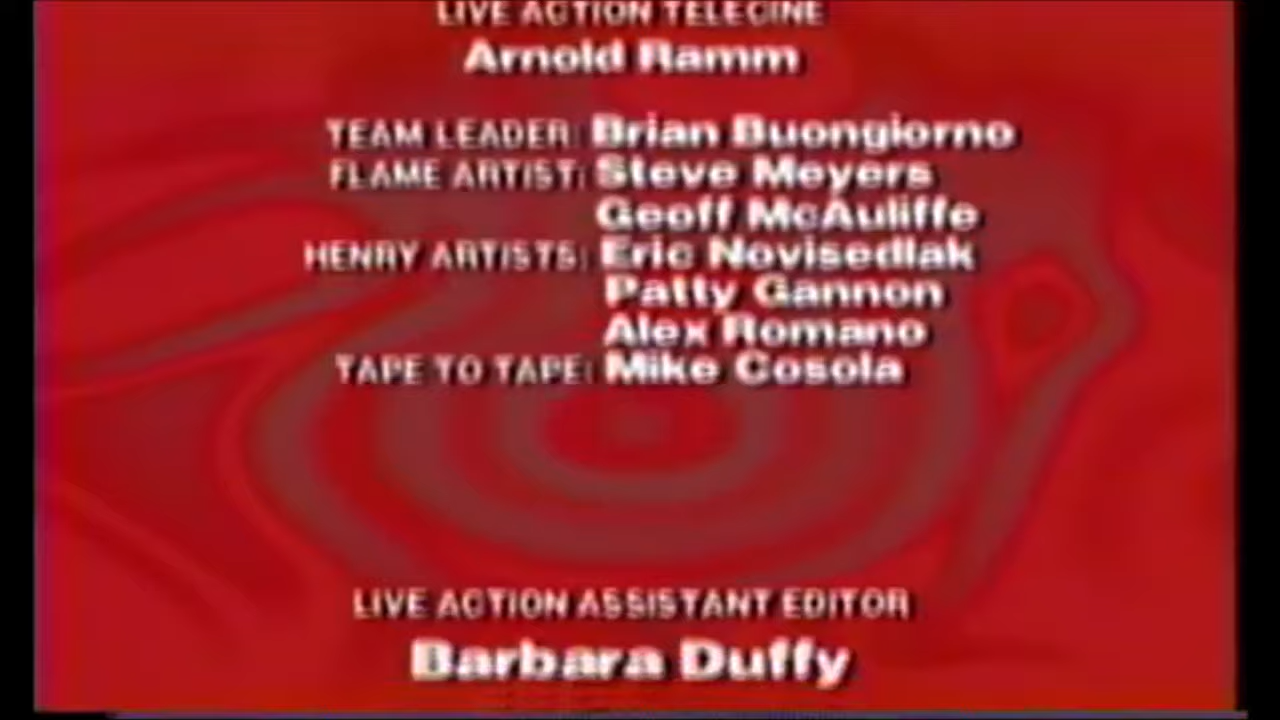 LIVE ACTION TELECINE
Arnold Ramm
TEAM LEADER: Brian Buongiorno
FLAME ARTIST: Steve Meyers
Geoff McAuliffe
HENRY ARTISTS: Eric Novisedlak
Patty Gannon
Alex Romano
TAPE TO TAPE: Mike Cosola
LIVE ACTION ASSISTANT EDITOR
Barbara Duffy